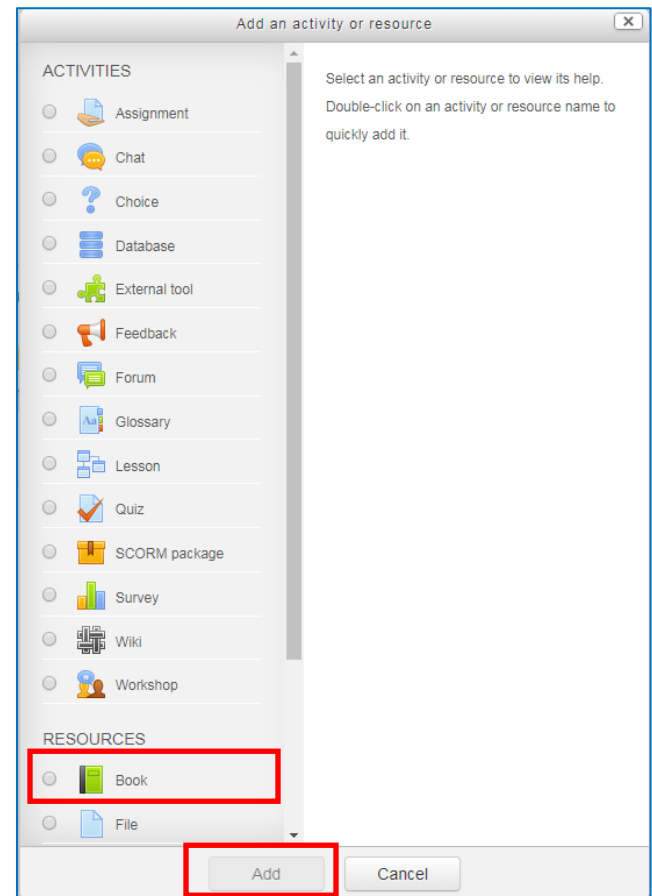 Add an activity or resource
ACTIVITIES
Assignment
Chat
Choice
Database
External tool
Feedback
Forum
Aa
Glossary
Lesson
Quiz
SCORM package
Survey
Wiki
Workshop
RESOURCES
Book
File
Select an activity or resource to view its help.
Double-click on an activity or resource name to
quickly add it.
Add
Cancel